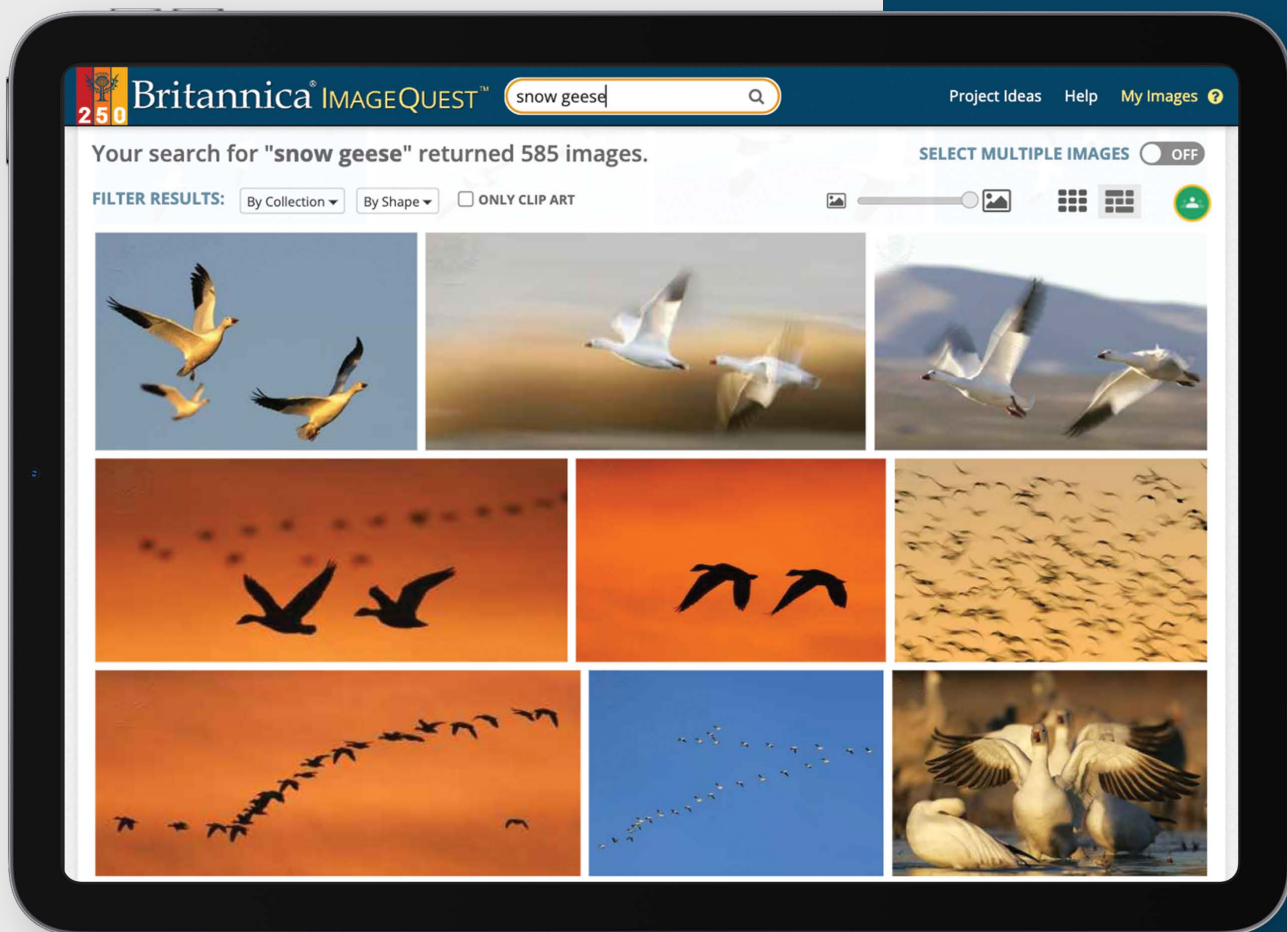 Britannica® IMAGEQUEST™
250
snow geese
Project Ideas Help My Images ?
Your search for "snow geese" returned 585 images.
SELECT MULTIPLE IMAGES OFF
FILTER RESULTS: By Collection By Shape ONLY CLIP ART